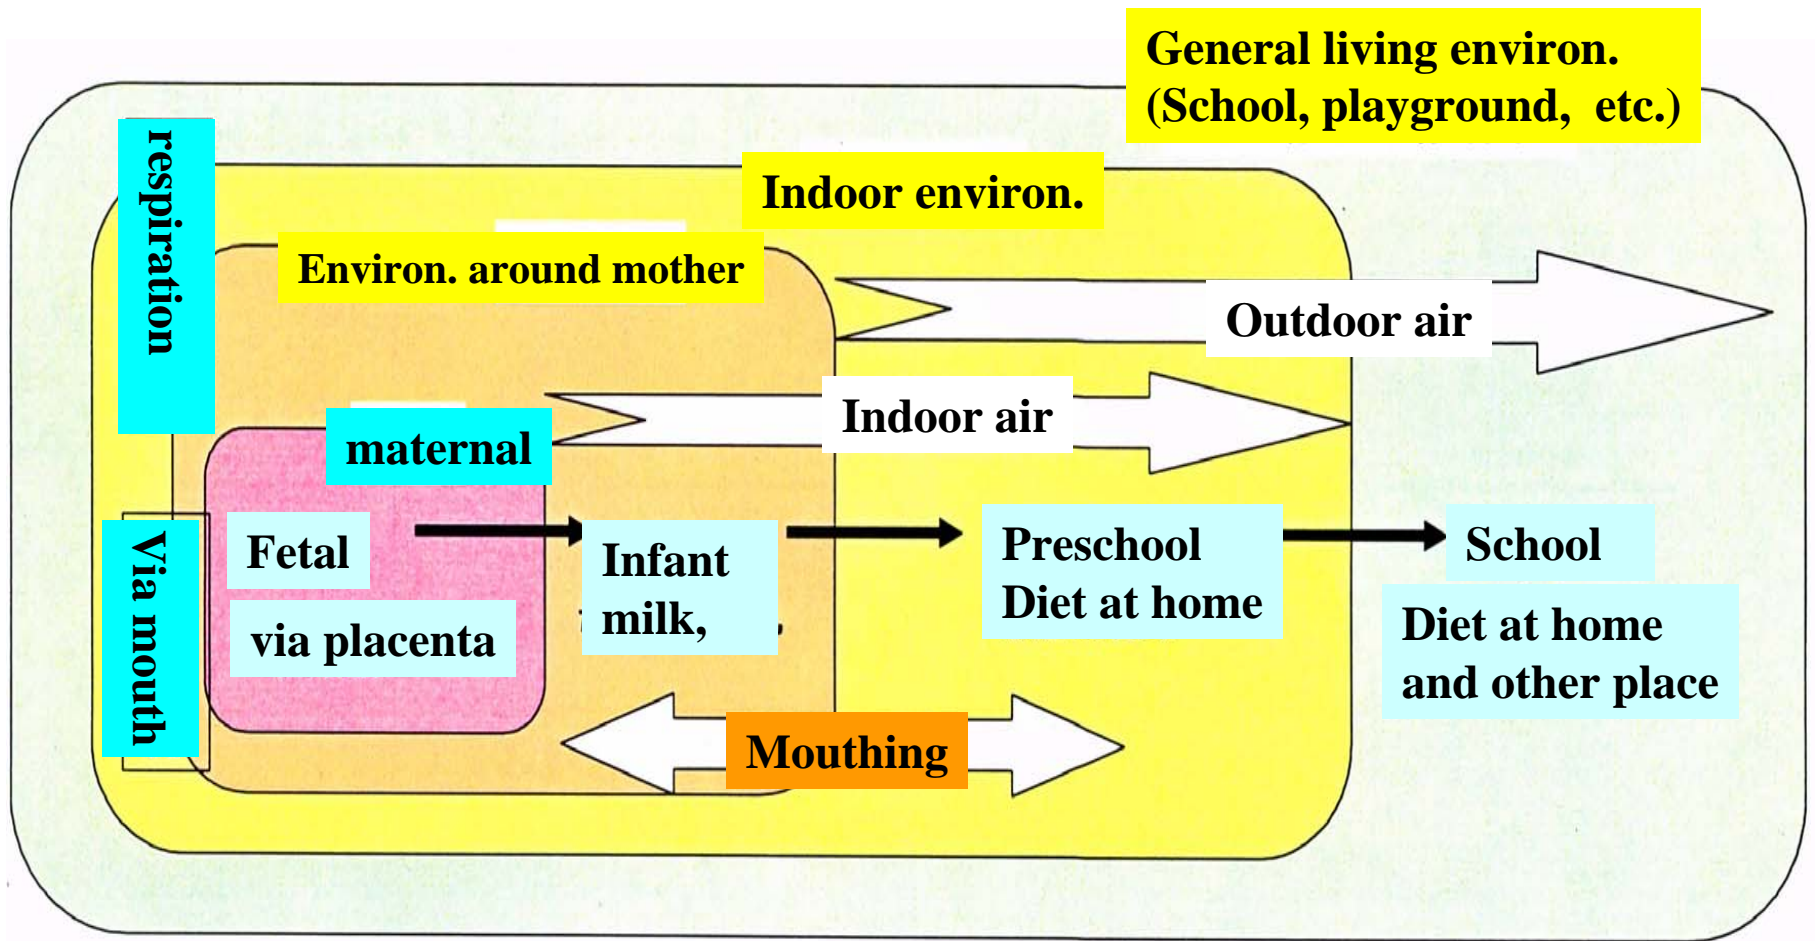 General living environ.
(School, playground, etc.)
respiration
Indoor environ.
Environ. around mother
Outdoor air
Indoor air
maternal
Via mouth
Fetal
via placenta
Infant
milk,
Preschool
Diet at home
School
Diet at home
and other place
Mouthing